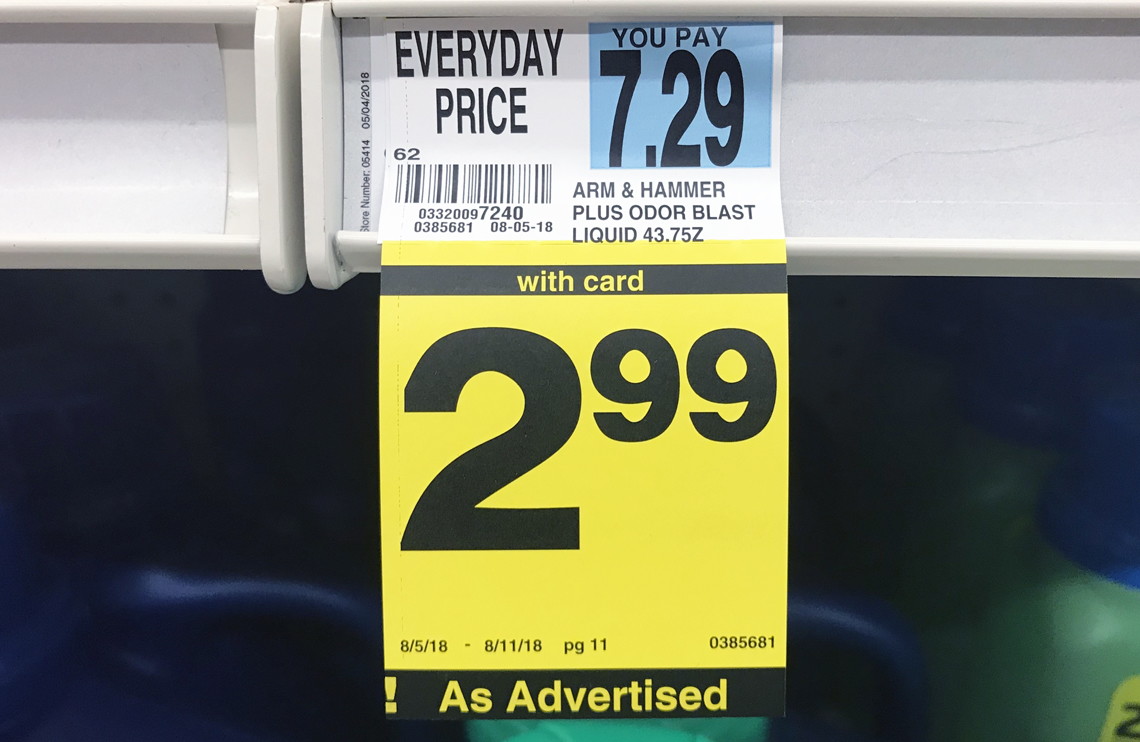 EVERYDAY
PRICE
YOU PAY
7.29
Store Number: 05414 05/04/2018
62
03320097240
0385681 08-05-18
ARM & HAMMER
PLUS ODOR BLAST
LIQUID 43.75Z
with card
2 99
8/5/18 - 8/11/18 pg 11
0385681
! As Advertised